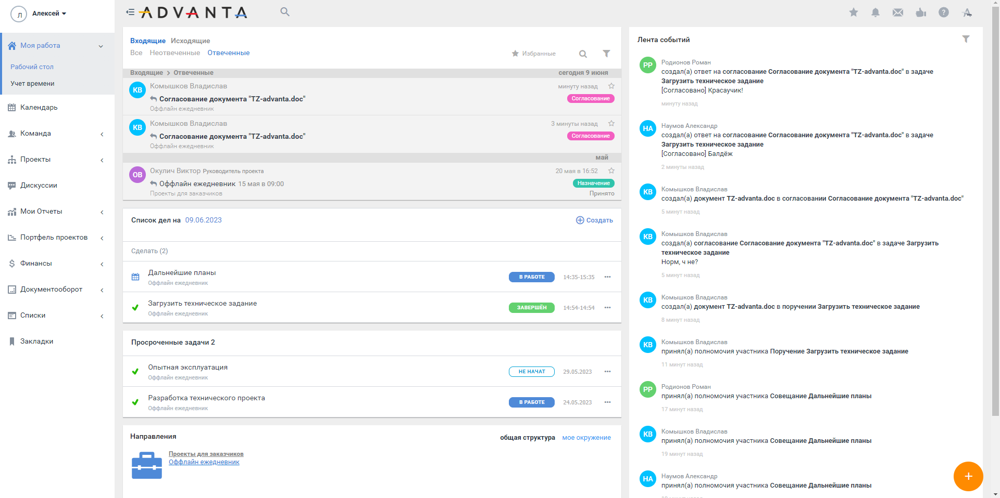 Л
Алексей
Моя работа
Рабочий стол
Учет времени
Календарь
Команда
Проекты
Дискуссии
Мои Отчеты
Портфель проектов
Финансы
Документооборот
Списки
Закладки
ADVANTA
Входящие Исходящие
Все Неотвеченные Отвеченные
Избранные
Входящие > Отвеченные сегодня 9 июня
КВ
Комышков Владислав минуту назад
Согласование документа "TZ-advanta.doc" Согласование
Оффлайн ежедневник
КВ
Комышков Владислав 3 минуты назад
Согласование документа "TZ-advanta.doc" Согласование
Оффлайн ежедневник
май
ОВ
Окулич Виктор Руководитель проекта 20 мая в 16:52
Оффлайн ежедневник 15 мая в 09:00 Назначение
Проекты для заказчиков Принято
Список дел на 09.06.2023 Создать
Сделать (2)
Дальнейшие планы
Оффлайн ежедневник
В РАБОТЕ 14:35-15:35
Загрузить техническое задание
Оффлайн ежедневник
ЗАВЕРШЁН 14:54-14:54
Просроченные задачи 2
Опытная эксплуатация
Оффлайн ежедневник
НЕ НАЧАТ 29.05.2023
Разработка технического проекта
Оффлайн ежедневник
В РАБОТЕ 24.05.2023
Направления общая структура мое окружение
Проекты для заказчиков
Оффлайн ежедневник
?
Лента событий
РР
Родионов Роман
создал(а) ответ на согласование Согласование документа "TZ-advanta.doc" в задаче
Загрузить техническое задание
[Согласовано] Красаучик!
минуту назад
НА
Наумов Александр
создал(а) ответ на согласование Согласование документа "TZ-advanta.doc" в задаче
Загрузить техническое задание
[Согласовано] Балдёж
2 минуты назад
КВ
Комышков Владислав
создал(а) документ TZ-advanta.doc в согласовании Согласование документа "TZ-advanta.doc"
5 минут назад
КВ
Комышков Владислав
создал(а) согласование Согласование документа "TZ-advanta.doc" в задаче Загрузить
техническое задание
Норм, ч не?
5 минут назад
КВ
Комышков Владислав
создал(а) документ TZ-advanta.doc в поручении Загрузить техническое задание
8 минут назад
КВ
Комышков Владислав
принял(а) полномочия участника Поручение Загрузить техническое задание
11 минут назад
РР
Родионов Роман
принял(а) полномочия участника Совещание Дальнейшие планы
17 минут назад
КВ
Комышков Владислав
принял(а) полномочия участника Совещание Дальнейшие планы
19 минут назад
НА
Наумов Александр
принял(а) полномочия участника Совещание Дальнейшие планы